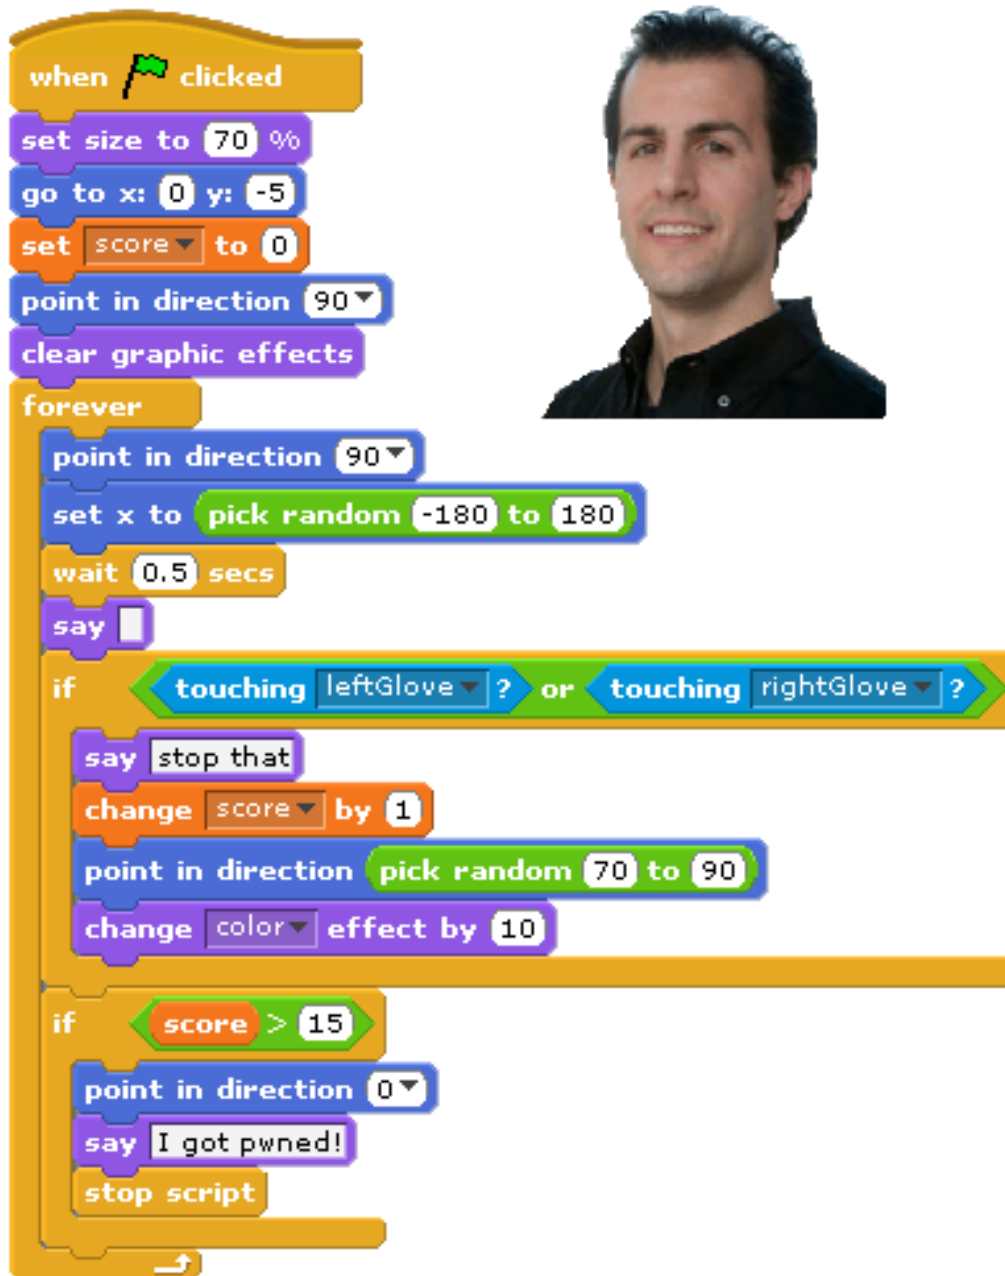 when clicked
set size to 70 %
go to x: 0 y: -5
set score to 0
point in direction 90
clear graphic effects
forever
point in direction 90
set x to pick random -180 to 180
wait 0.5 secs
say
if touching leftGlove ? or touching rightGlove ?
say stop that
change score by 1
point in direction pick random 70 to 90
change color effect by 10
if score > 15
point in direction 0
say I got pwned!
stop script